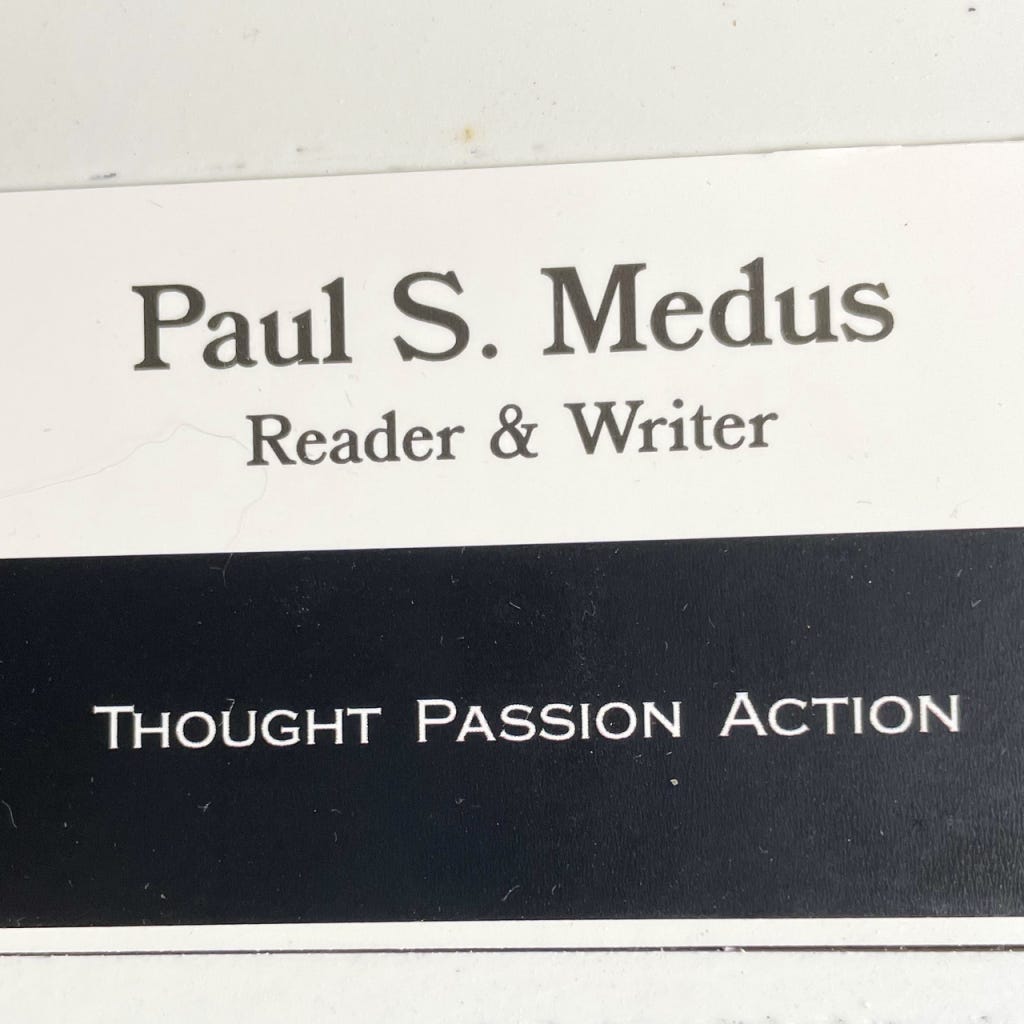 Paul S. Medus
Reader & Writer
THOUGHT PASSION ACTION